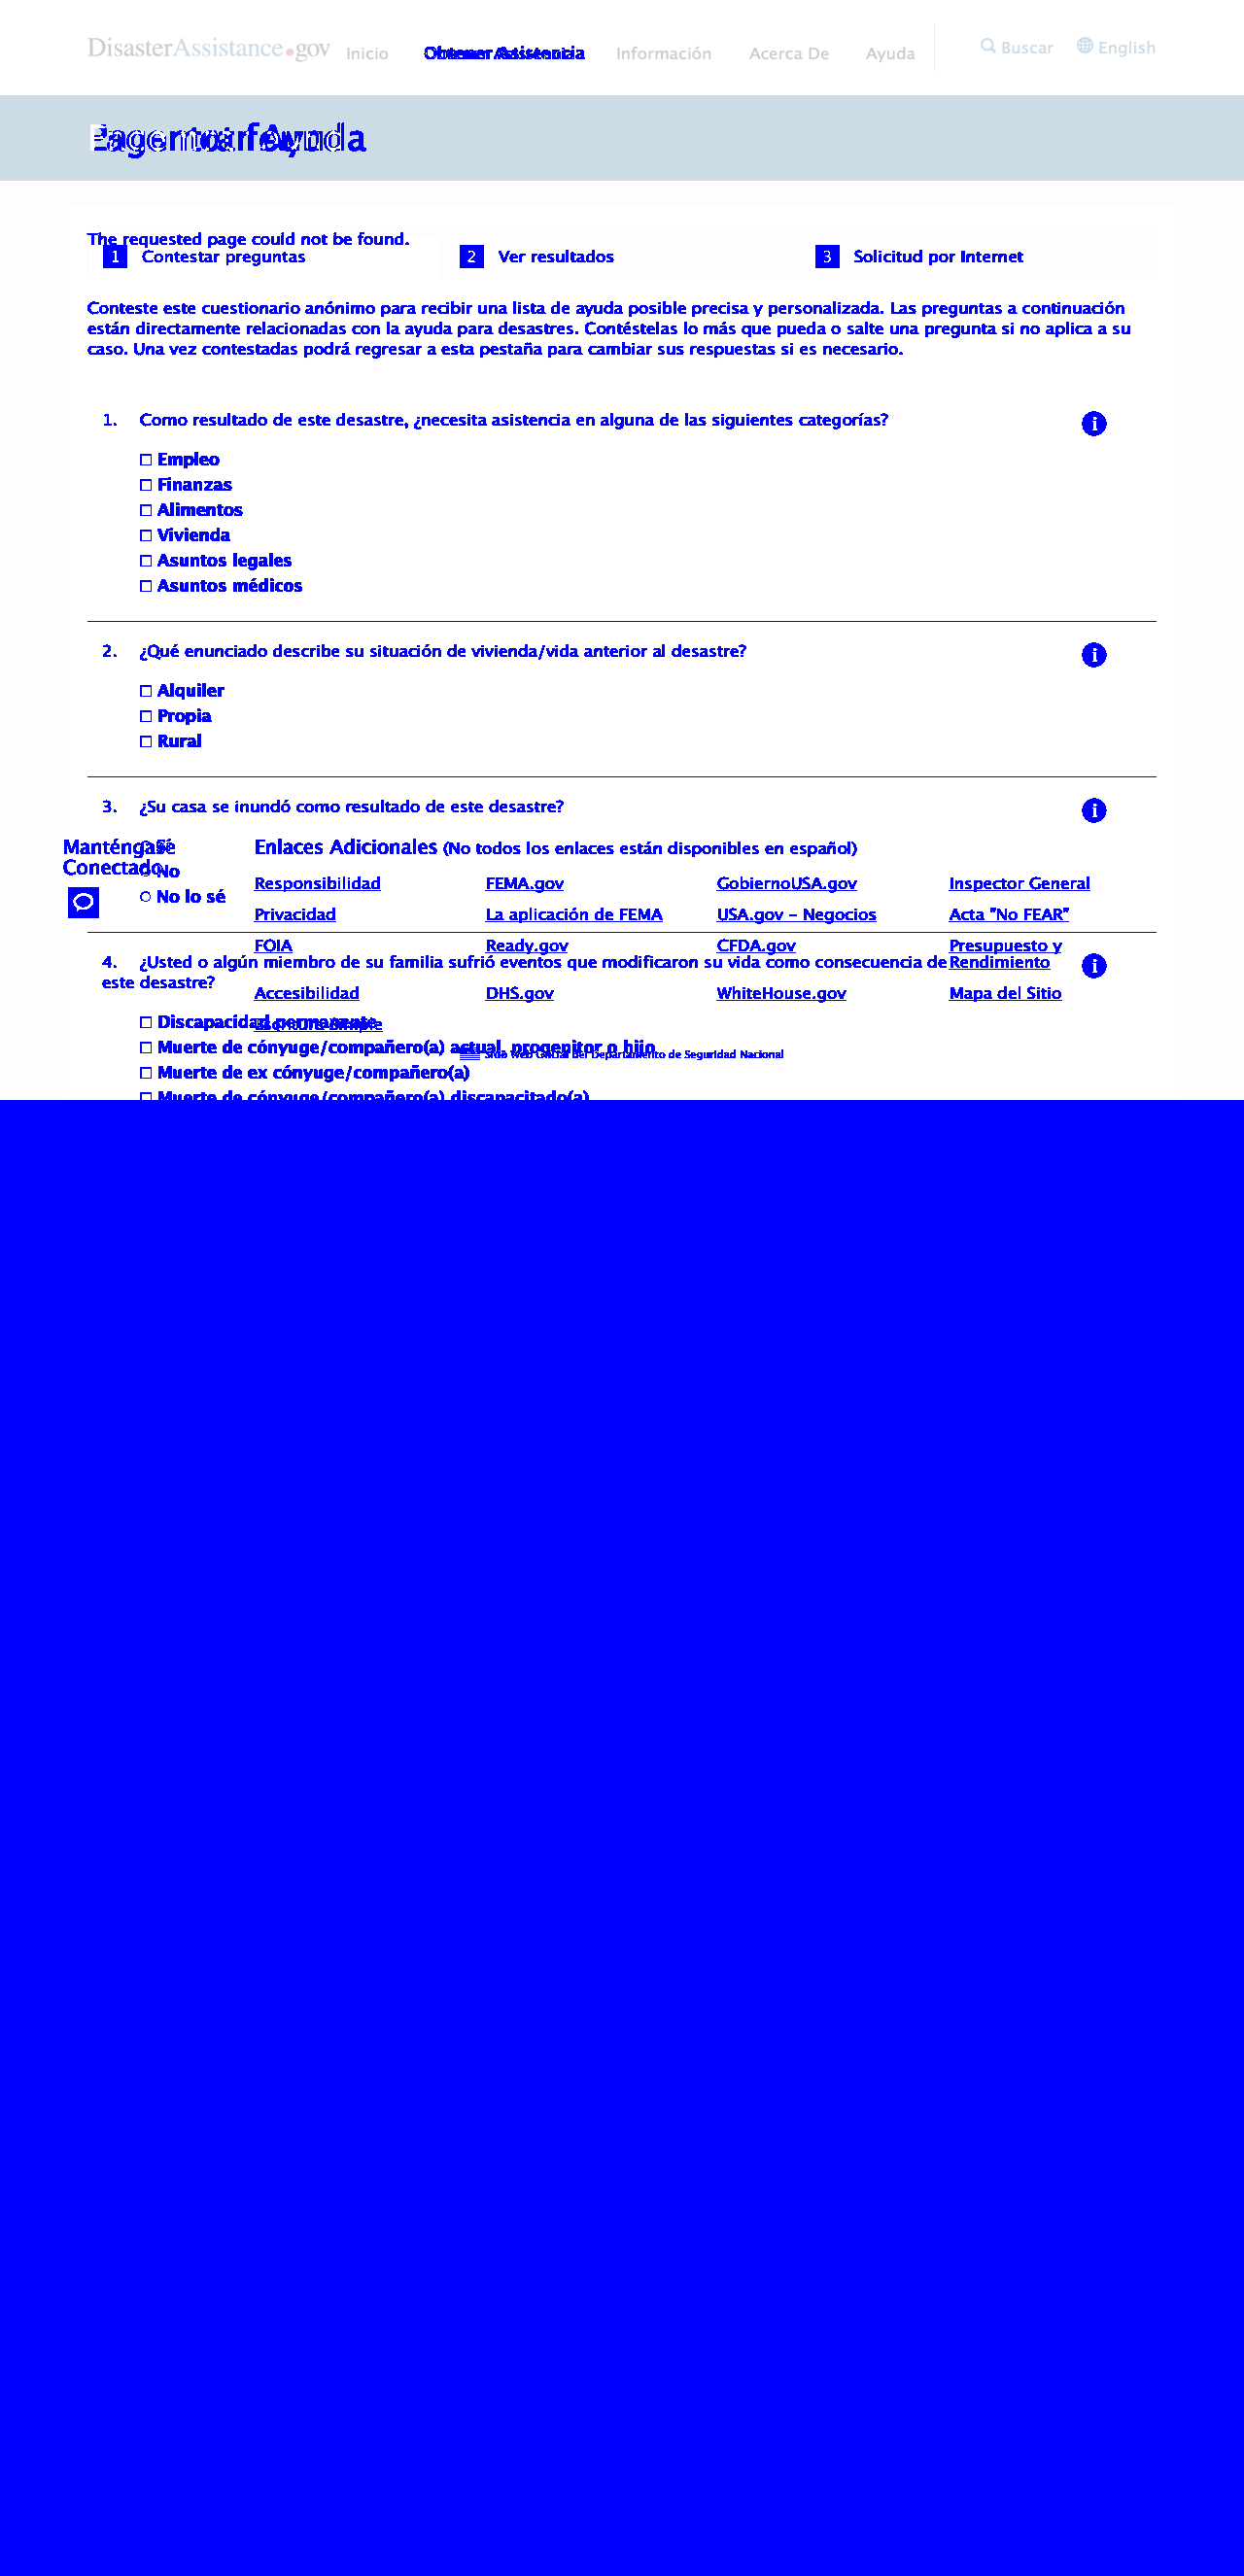 DisasterAssistance.gov Inicio Obtener Asistencia Información Acerca De Ayuda Buscar English
The requested page could not be found.
1 Contestar preguntas 2 Ver resultados 3 Solicitud por Internet
Conteste este cuestionario anónimo para recibir una lista de ayuda posible precisa y personalizada. Las preguntas a continuación
están directamente relacionadas con la ayuda para desastres. Contéstelas lo más que pueda o salte una pregunta si no aplica a su
caso. Una vez contestadas podrá regresar a esta pestaña para cambiar sus respuestas si es necesario.
1. Como resultado de este desastre, ¿necesita asistencia en alguna de las siguientes categorías?
Empleo
Finanzas
Alimentos
Vivienda
Asuntos legales
Asuntos médicos
2. ¿Qué enunciado describe su situación de vivienda/vida anterior al desastre?
Alquiler
Propia
Rural
3. ¿Su casa se inundó como resultado de este desastre?
Sí
No
No lo sé
Manténgase
Conectado
Enlaces Adicionales (No todos los enlaces están disponibles en español)
Responsibilidad FEMA.gov GobiernoUSA.gov Inspector General
Privacidad La aplicación de FEMA USA.gov - Negocios Acta "No FEAR"
FOIA Ready.gov CFDA.gov Presupuesto y
Rendimiento
Accesibilidad DHS.gov WhiteHouse.gov Mapa del Sitio
4. ¿Usted o algún miembro de su familia sufrió eventos que modificaron su vida como consecuencia de
este desastre?
Discapacidad permanente
Muerte de cónyuge/compañero(a) actual, progenitor o hijo
Sitio Web Oficial del Departamento de Seguridad Nacional
Muerte de ex cónyuge/compañero(a)
Muerte de cónyuge/compañero(a) discapacitado(a)